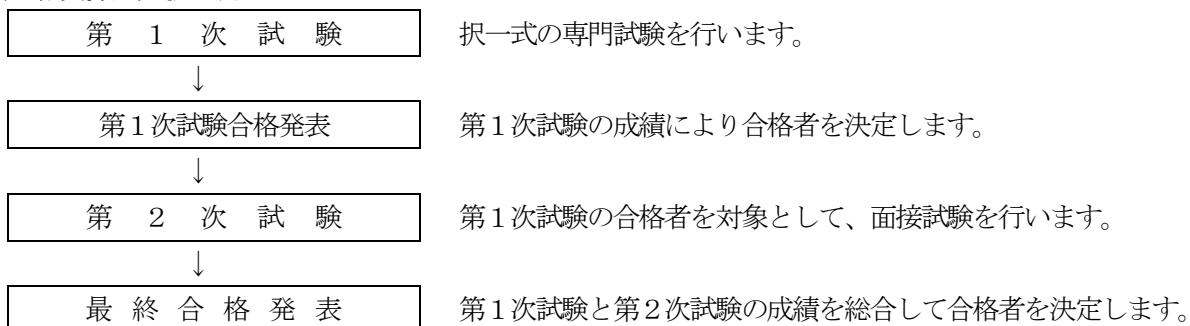 第 1 次 試 験 択一式の専門試験を行います。
↓
第1次試験合格発表 第1次試験の成績により合格者を決定します。
↓
第 2 次 試 験 第1次試験の合格者を対象として、面接試験を行います。
↓
最 終 合 格 発 表 第1次試験と第2次試験の成績を総合して合格者を決定します。